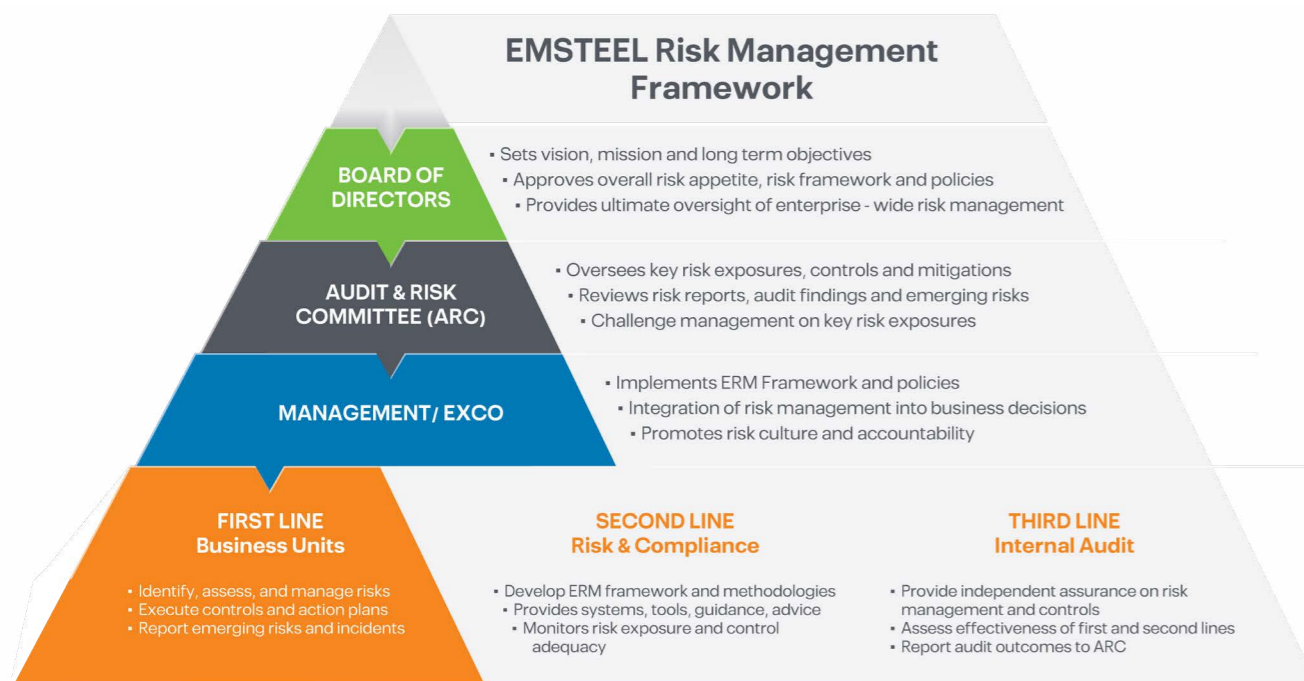 EMSTEEL Risk Management
Framework
BOARD OF
DIRECTORS
▪ Sets vision, mission and long term objectives
▪ Approves overall risk appetite, risk framework and policies
▪ Provides ultimate oversight of enterprise - wide risk management
AUDIT & RISK
COMMITTEE (ARC)
▪ Oversees key risk exposures, controls and mitigations
▪ Reviews risk reports, audit findings and emerging risks
▪ Challenge management on key risk exposures
MANAGEMENT/ EXCO
▪ Implements ERM Framework and policies
▪ Integration of risk management into business decisions
▪ Promotes risk culture and accountability
FIRST LINE
Business Units
▪ Identify, assess, and manage risks
▪ Execute controls and action plans
▪ Report emerging risks and incidents
SECOND LINE
Risk & Compliance
▪ Develop ERM framework and methodologies
▪ Provides systems, tools, guidance, advice
▪ Monitors risk exposure and control
adequacy
THIRD LINE
Internal Audit
▪ Provide independent assurance on risk
management and controls
▪ Assess effectiveness of first and second lines
▪ Report audit outcomes to ARC